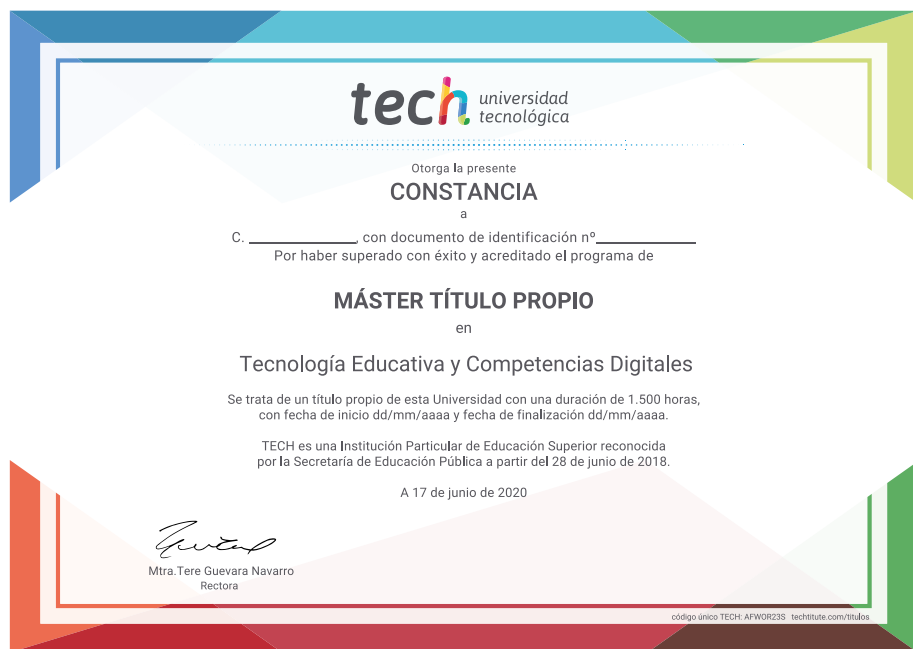 tech universidad
tecnológica
Otorga la presente
CONSTANCIA
a
C. ____________, con documento de identificación nº____________
Por haber superado con éxito y acreditado el programa de
MÁSTER TÍTULO PROPIO
en
Tecnología Educativa y Competencias Digitales
Se trata de un título propio de esta Universidad con una duración de 1.500 horas,
con fecha de inicio dd/mm/aaaa y fecha de finalización dd/mm/aaaa.
TECH es una Institución Particular de Educación Superior reconocida
por la Secretaría de Educación Pública a partir del 28 de junio de 2018.
A 17 de junio de 2020
Mtra.Tere Guevara Navarro
Rectora
código único TECH: AFWOR23S techtitute.com/titulos